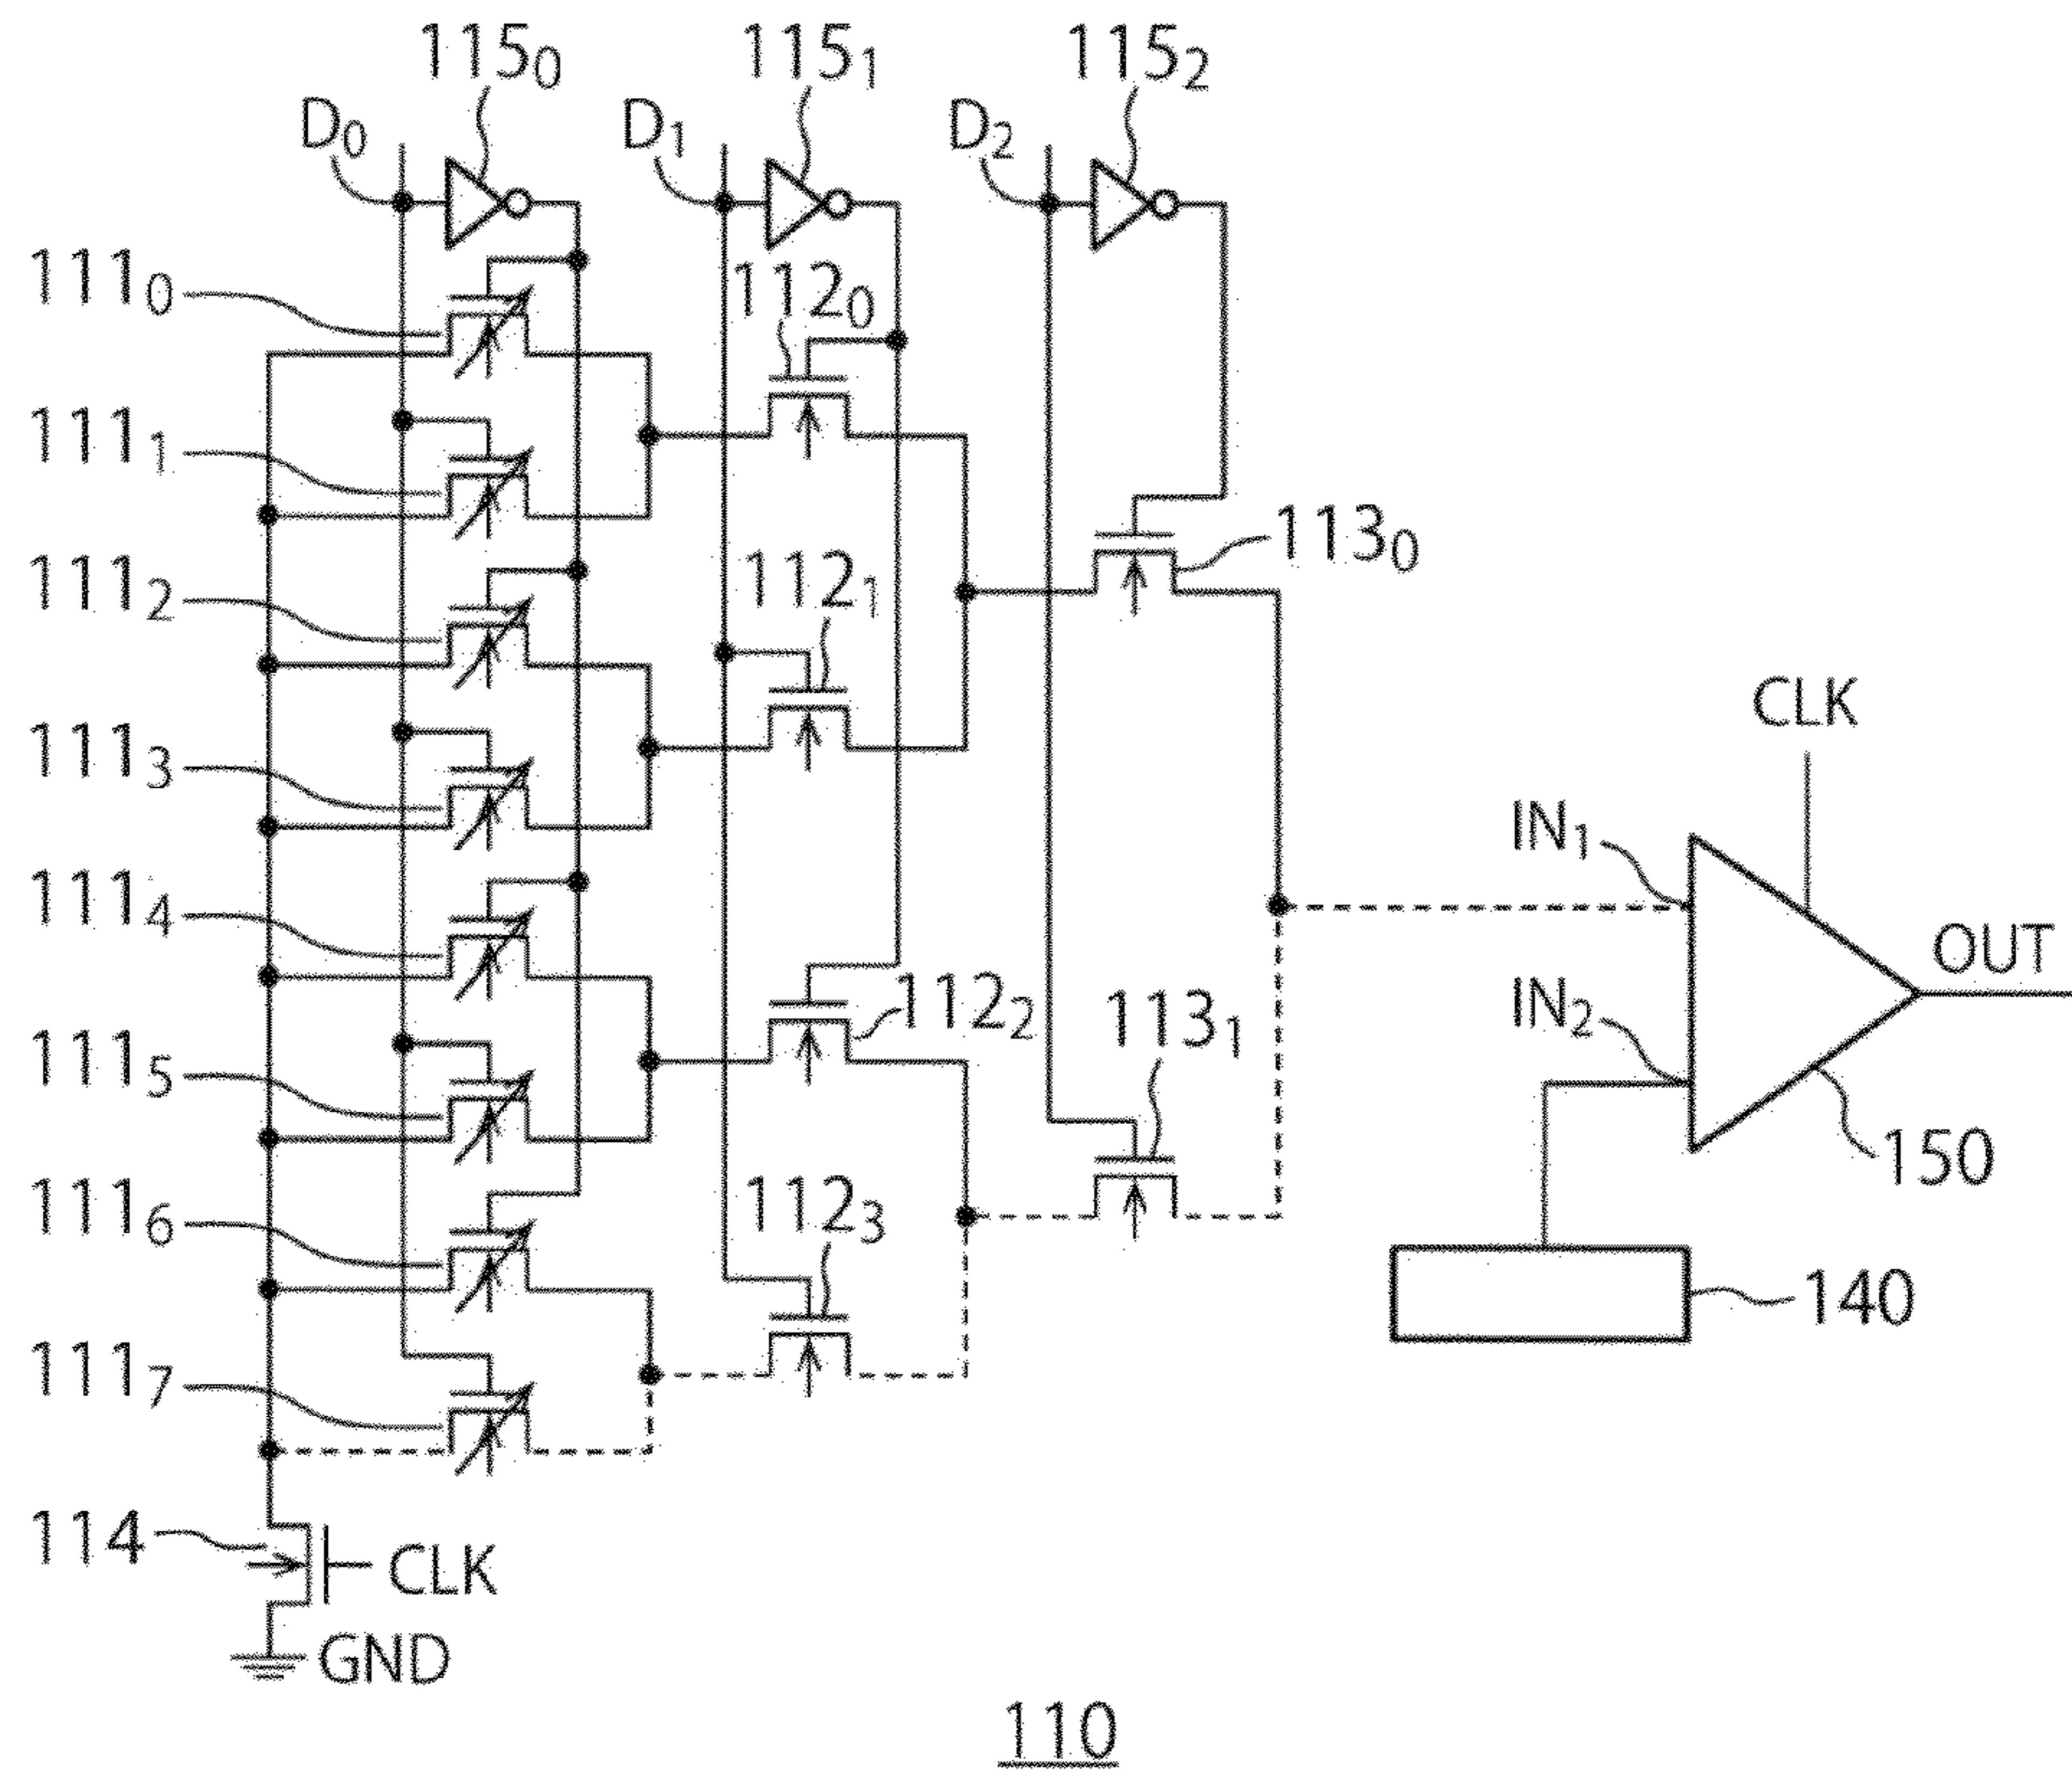 115₀ 115₁ 115₂
D₀ D₁ D₂
111₀
112₀
111₁
113₀
111₂
112₁
CLK
111₃
IN₁
111₄
OUT
112₂
IN₂
113₁
111₅
150
111₆
112₃
140
111₇
114
CLK
GND
110